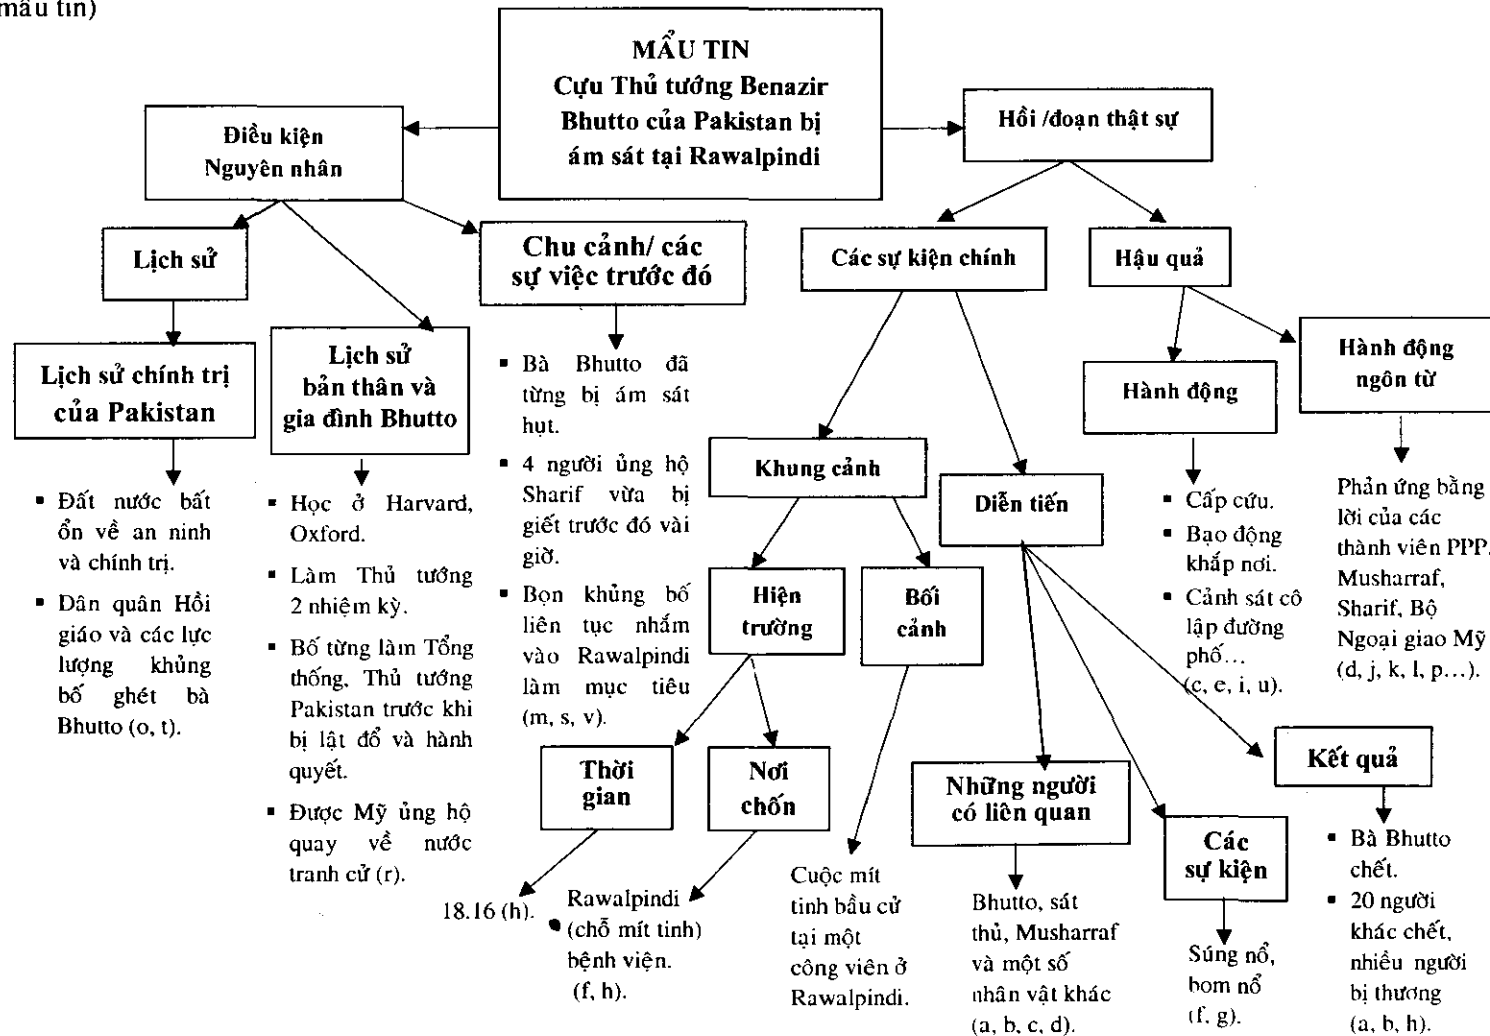 mẩu tin)
MẨU TIN
Cựu Thủ tướng Benazir
Bhutto của Pakistan bị
ám sát tại Rawalpindi
Điều kiện
Nguyên nhân
Hồi /đoạn thật sự
Lịch sử
Chu cảnh/ các
sự việc trước đó
Các sự kiện chính
Hậu quả
Lịch sử chính trị
của Pakistan
Lịch sử
bản thân và
gia đình Bhutto
▪ Bà Bhutto đã
từng bị ám sát
hụt.
▪ 4 người ủng hộ
Sharif vừa bị
giết trước đó vài
giờ.
▪ Bọn khủng bố
liên tục nhắm
vào Rawalpindi
làm mục tiêu
(m, s, v).
Hành động
Hành động
ngôn từ
Khung cảnh
Diễn tiến
▪ Đất nước bất
ổn về an ninh
và chính trị.
▪ Dân quân Hồi
giáo và các lực
lượng khủng
bố ghét bà
Bhutto (o, t).
▪ Học ở Harvard,
Oxford.
▪ Làm Thủ tướng
2 nhiệm kỳ.
▪ Bố từng làm Tổng
thống, Thủ tướng
Pakistan trước khi
bị lật đổ và hành
quyết.
▪ Được Mỹ ủng hộ
quay về nước
tranh cử (r).
▪ Cấp cứu.
▪ Bạo động
khắp nơi.
▪ Cảnh sát cô
lập đường
phố…
(c, e, i, u).
Phản ứng bằng
lời của các
thành viên PPP,
Musharraf,
Sharif, Bộ
Ngoại giao Mỹ
(d, j, k, l, p…).
Hiện
trường
Bối
cảnh
Thời
gian
Nơi
chốn
Những người
có liên quan
Các
sự kiện
Kết quả
18.16 (h).
Rawalpindi
(chỗ mít tinh)
bệnh viện.
(f, h).
Cuộc mít
tinh bầu cử
tại một
công viên ở
Rawalpindi.
Bhutto, sát
thủ, Musharraf
và một số
nhân vật khác
(a, b, c, d).
Súng nổ,
bom nổ
(f, g).
▪ Bà Bhutto
chết.
▪ 20 người
khác chết,
nhiều người
bị thương
(a, b, h).